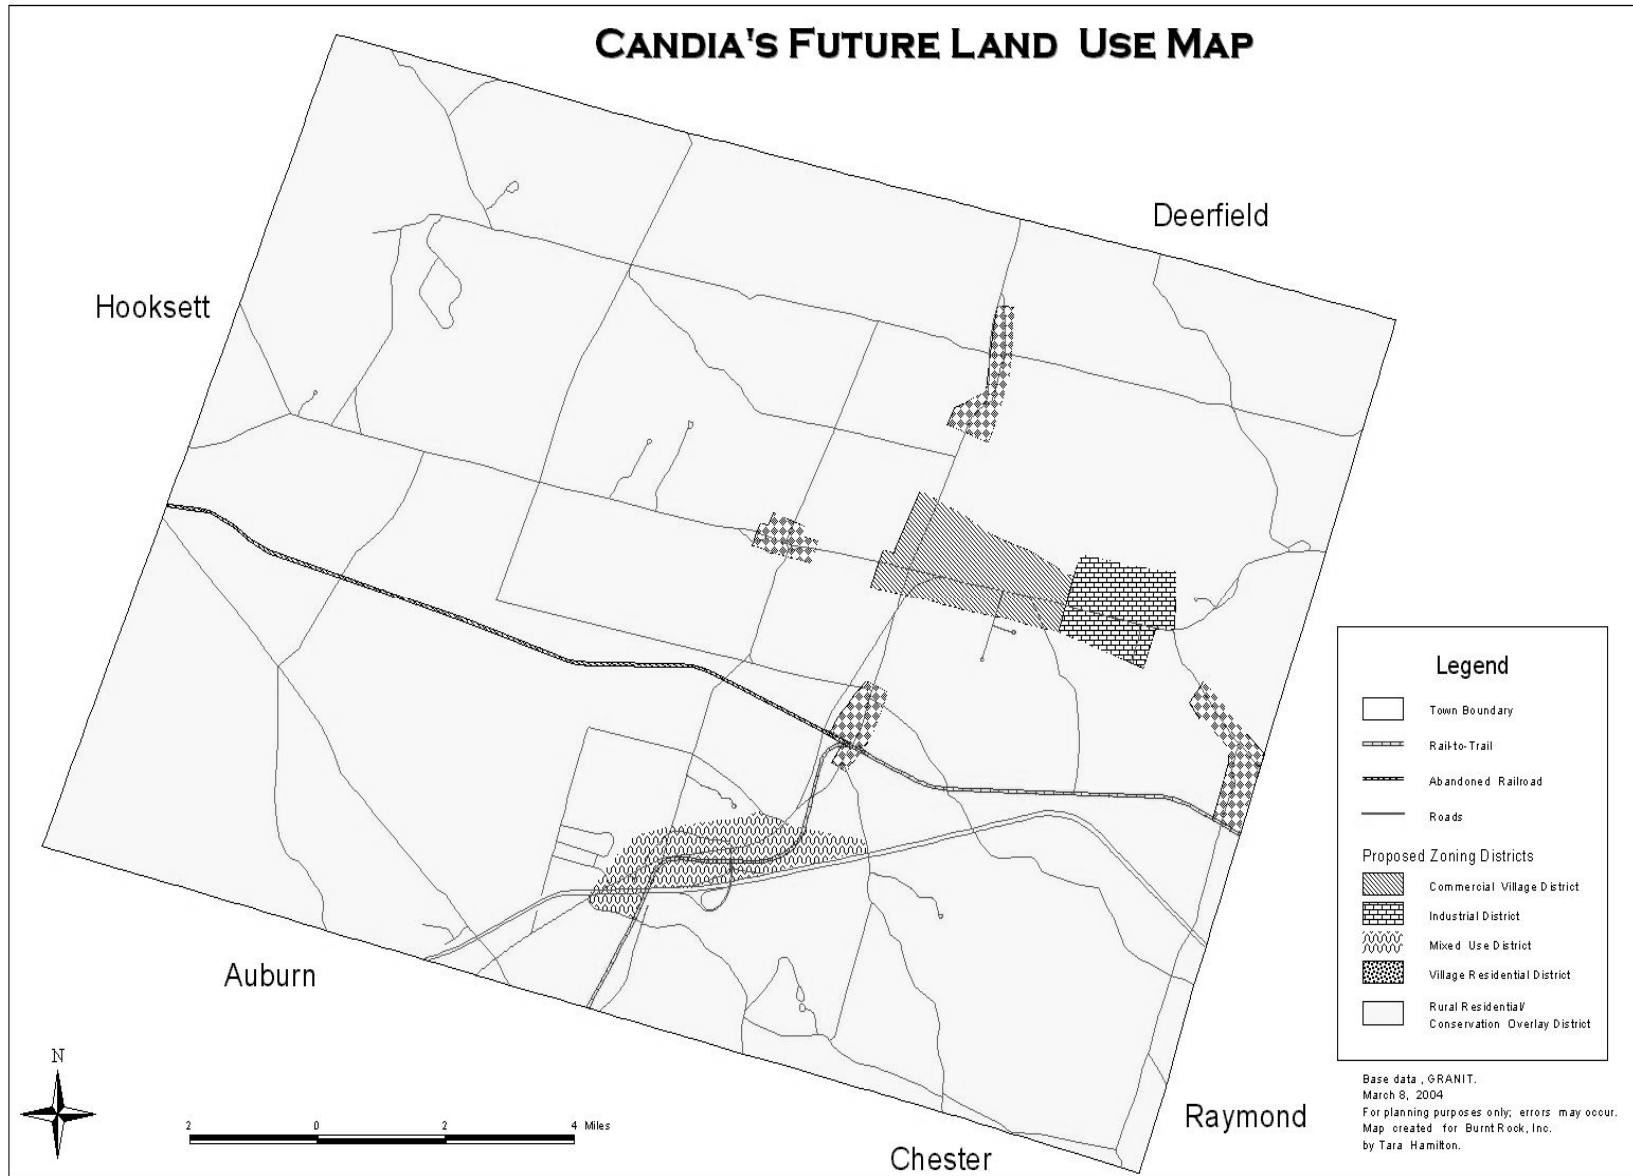 CANDIA'S FUTURE LAND USE MAP
Deerfield
Hooksett
Auburn
Chester
Raymond
N
2 0 2 4 Miles
Legend
Town Boundary
Rail-to-Trail
Abandoned Railroad
Roads
Proposed Zoning Districts
Commercial Village District
Industrial District
Mixed Use District
Village Residential District
Rural Residential/
Conservation Overlay District
Base data , GRANIT.
March 8, 2004
For planning purposes only; errors may occur.
Map created for Burnt Rock, Inc.
by Tara Hamilton.